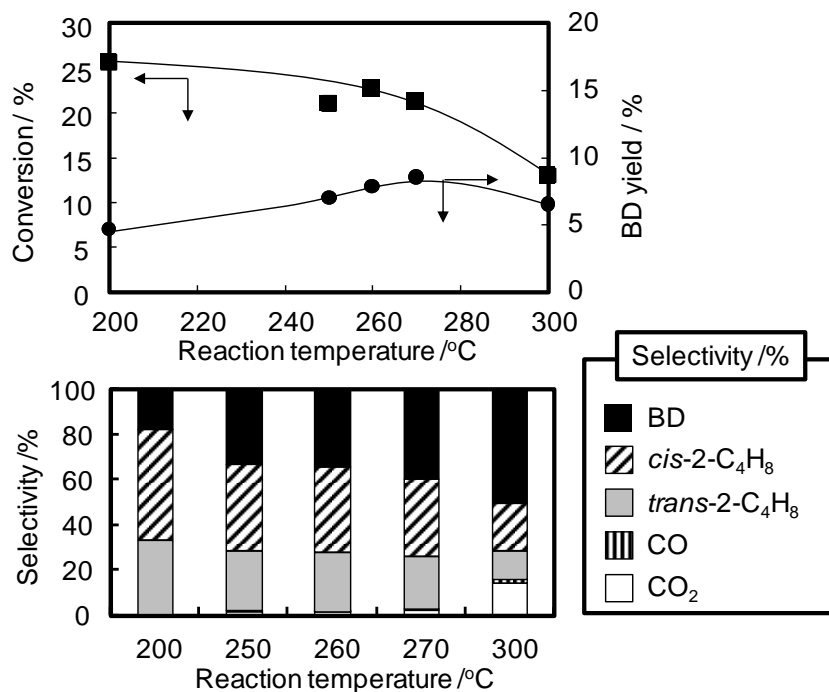 30
25
20
15
10
5
0
Conversion / %
20
15
10
5
0
BD yield / %
200 220 240 260 280 300
Reaction temperature /°C
100
80
60
40
20
0
Selectivity /%
200 250 260 270 300
Reaction temperature /°C
Selectivity /%
BD
cis-2-C₄H₈
trans-2-C₄H₈
CO
CO₂